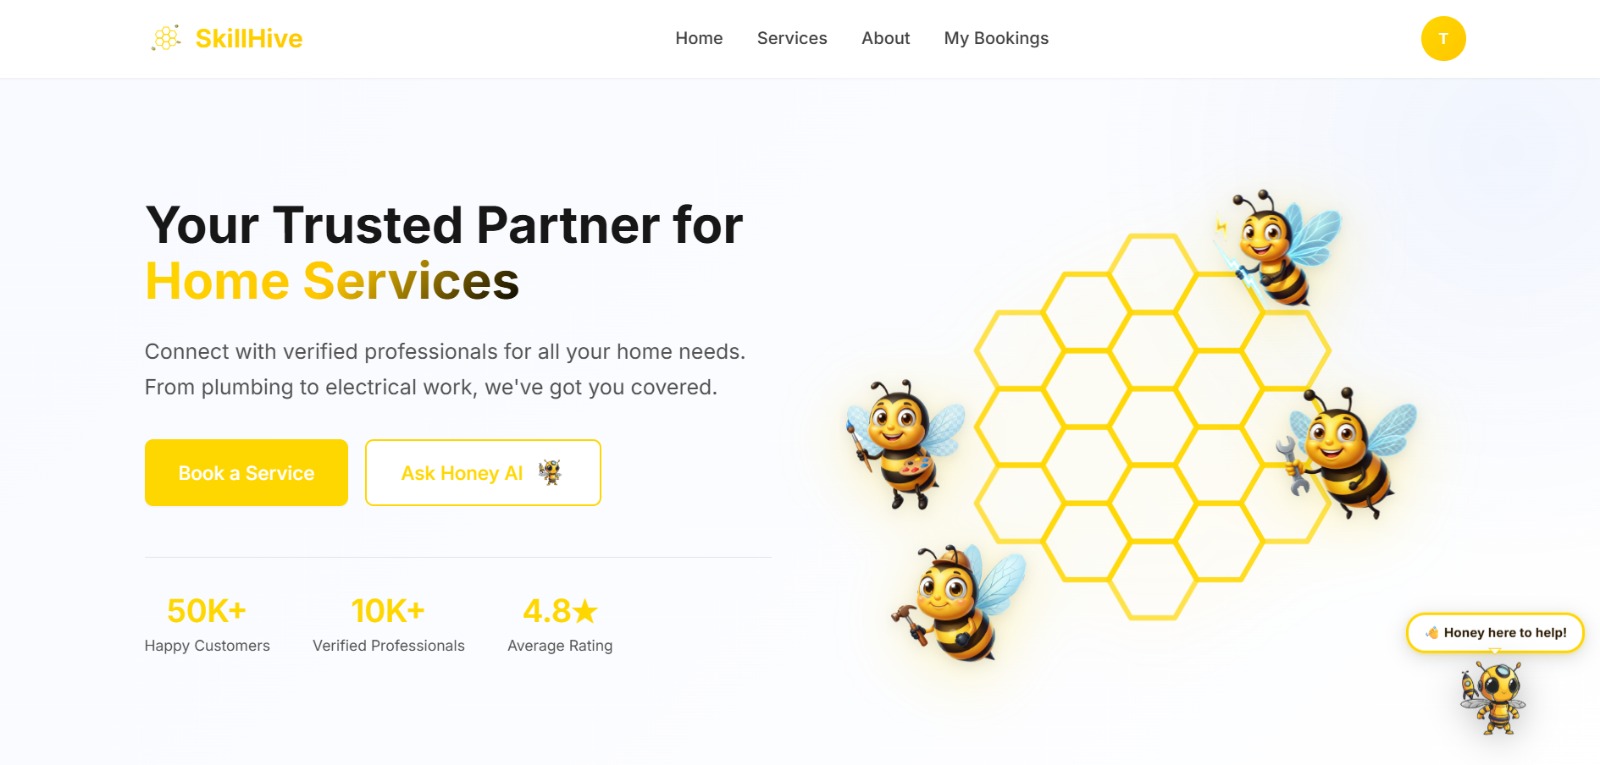 SkillHive
Home
Services
About
My Bookings
T
Your Trusted Partner for
Home Services
Connect with verified professionals for all your home needs.
From plumbing to electrical work, we've got you covered.
Book a Service
Ask Honey AI
50K+
Happy Customers
10K+
Verified Professionals
4.8★
Average Rating
👋 Honey here to help!